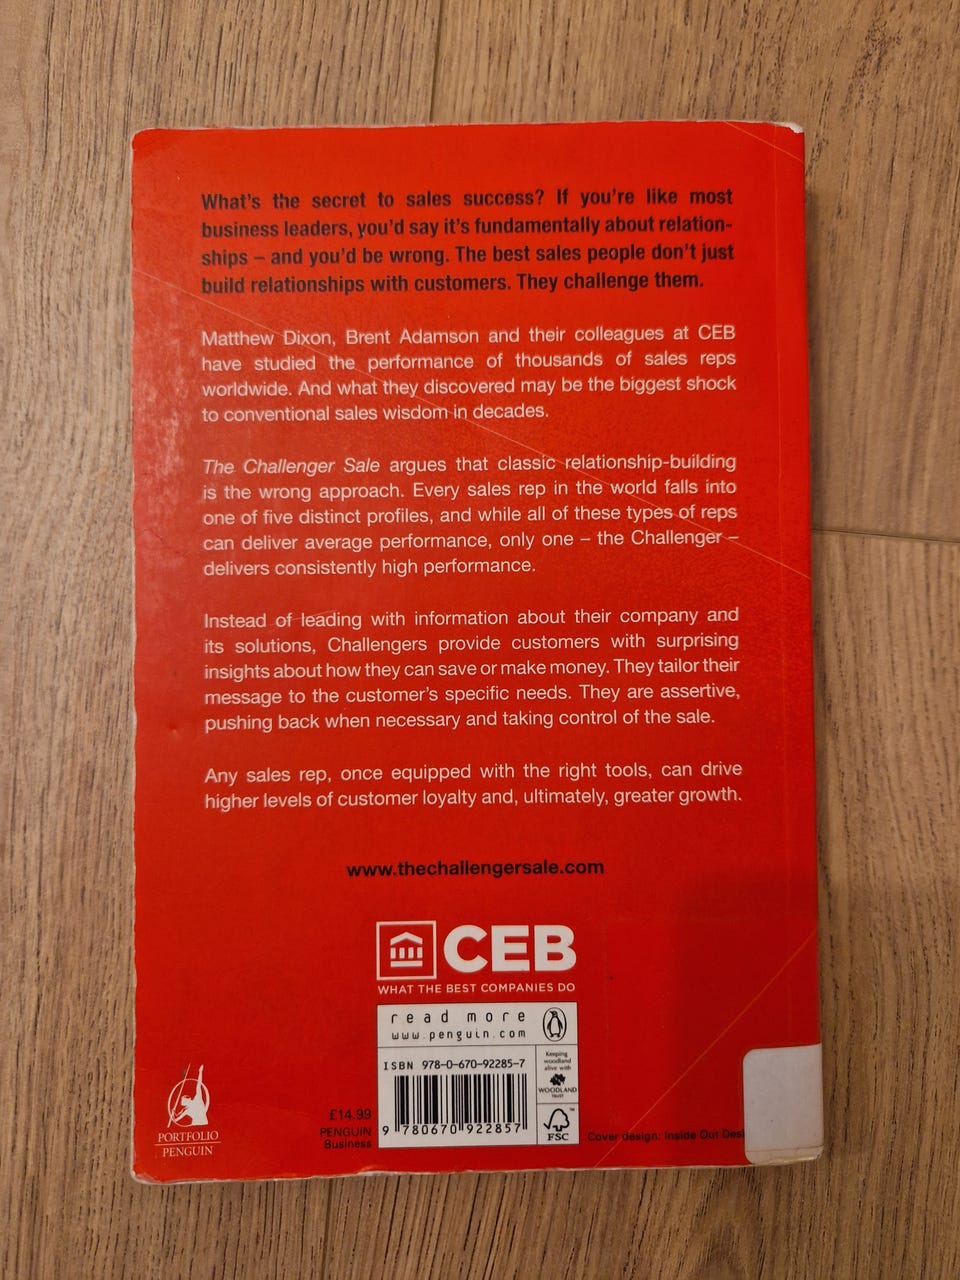 What's the secret to sales success? If you're like most
business leaders, you'd say it's fundamentally about relation-
ships – and you'd be wrong. The best sales people don't just
build relationships with customers. They challenge them.
Matthew Dixon, Brent Adamson and their colleagues at CEB
have studied the performance of thousands of sales reps
worldwide. And what they discovered may be the biggest shock
to conventional sales wisdom in decades.
The Challenger Sale argues that classic relationship-building
is the wrong approach. Every sales rep in the world falls into
one of five distinct profiles, and while all of these types of reps
can deliver average performance, only one – the Challenger –
delivers consistently high performance.
Instead of leading with information about their company and
its solutions, Challengers provide customers with surprising
insights about how they can save or make money. They tailor their
message to the customer's specific needs. They are assertive,
pushing back when necessary and taking control of the sale.
Any sales rep, once equipped with the right tools, can drive
higher levels of customer loyalty and, ultimately, greater growth.
www.thechallengersale.com
CEB
WHAT THE BEST COMPANIES DO
read more
www.penguin.com
ISBN 978-0-670-92285-7
9 780670 922857
Keeping
woodland
alive with
WOODLAND
TRUST
FSC™
£14.99
PENGUIN
Business
PORTFOLIO
PENGUIN
Cover design: Inside Out